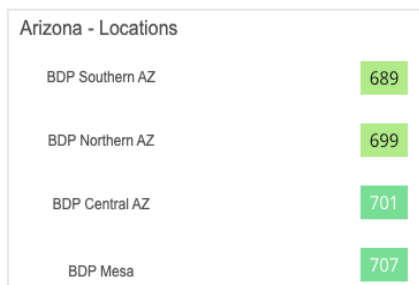 Arizona - Locations
BDP Southern AZ 689
BDP Northern AZ 699
BDP Central AZ 701
BDP Mesa 707